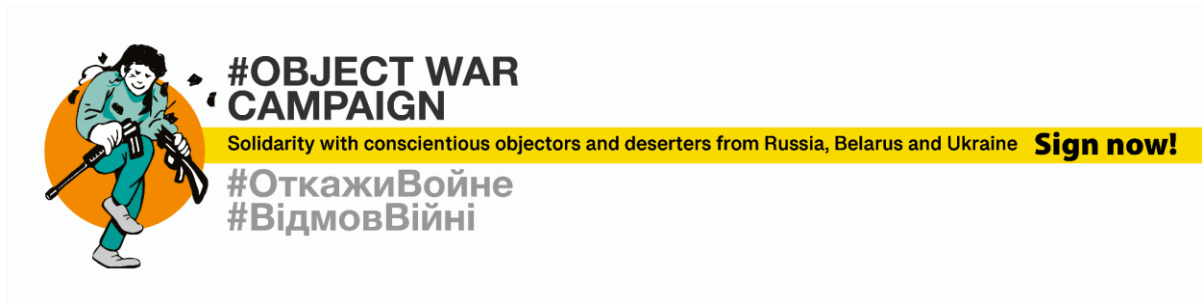 #OBJECT WAR
CAMPAIGN
Solidarity with conscientious objectors and deserters from Russia, Belarus and Ukraine Sign now!
#ОткажиВойне
#ВідмовВійні